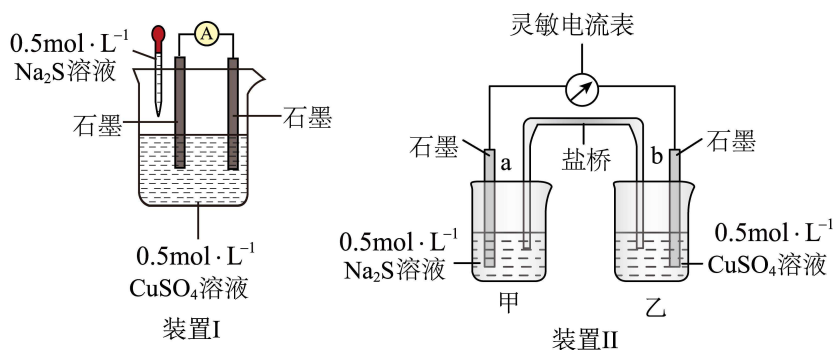 0.5mol·L⁻¹
Na₂S溶液
A
石墨
石墨
0.5mol·L⁻¹
CuSO₄溶液
装置I
灵敏电流表
石墨
a
盐桥
b
石墨
0.5mol·L⁻¹
Na₂S溶液
0.5mol·L⁻¹
CuSO₄溶液
甲
乙
装置II